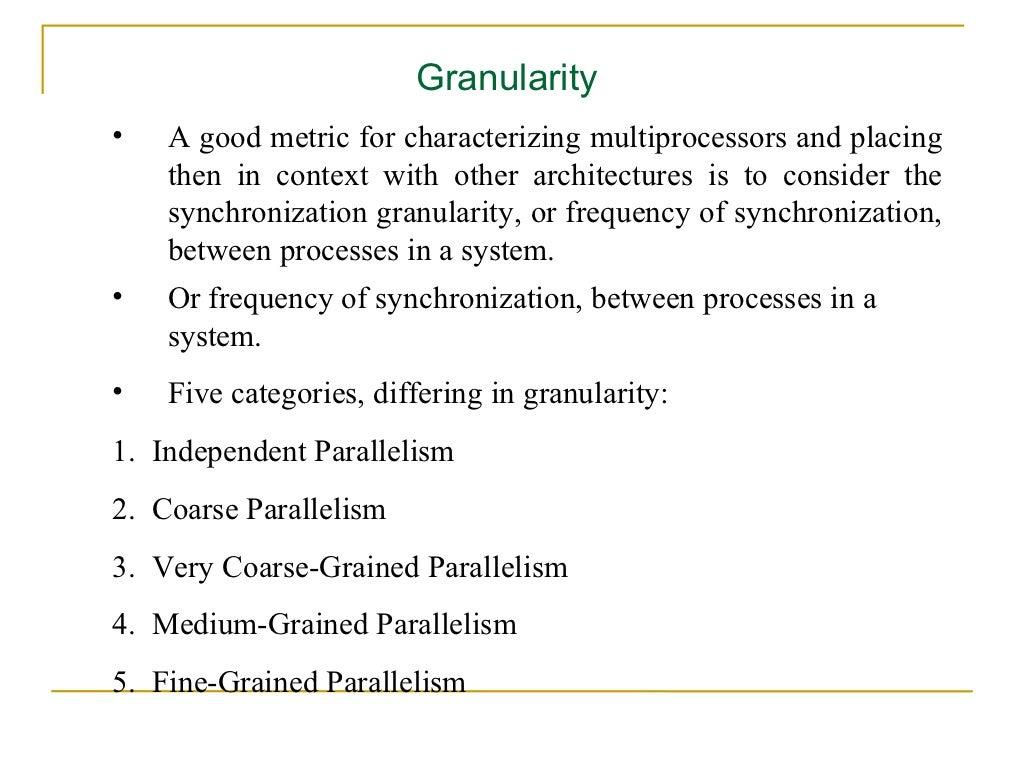 Granularity
• A good metric for characterizing multiprocessors and placing
then in context with other architectures is to consider the
synchronization granularity, or frequency of synchronization,
between processes in a system.
• Or frequency of synchronization, between processes in a
system.
• Five categories, differing in granularity:
1. Independent Parallelism
2. Coarse Parallelism
3. Very Coarse-Grained Parallelism
4. Medium-Grained Parallelism
5. Fine-Grained Parallelism